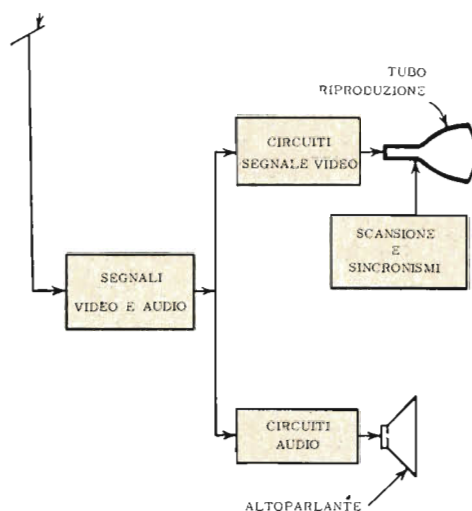 TUBO
RIPRODUZIONE
CIRCUITI
SEGNALE VIDEO
SCANSIONE
E
SINCRONISMI
SEGNALI
VIDEO E AUDIO
CIRCUITI
AUDIO
ALTOPARLANTE